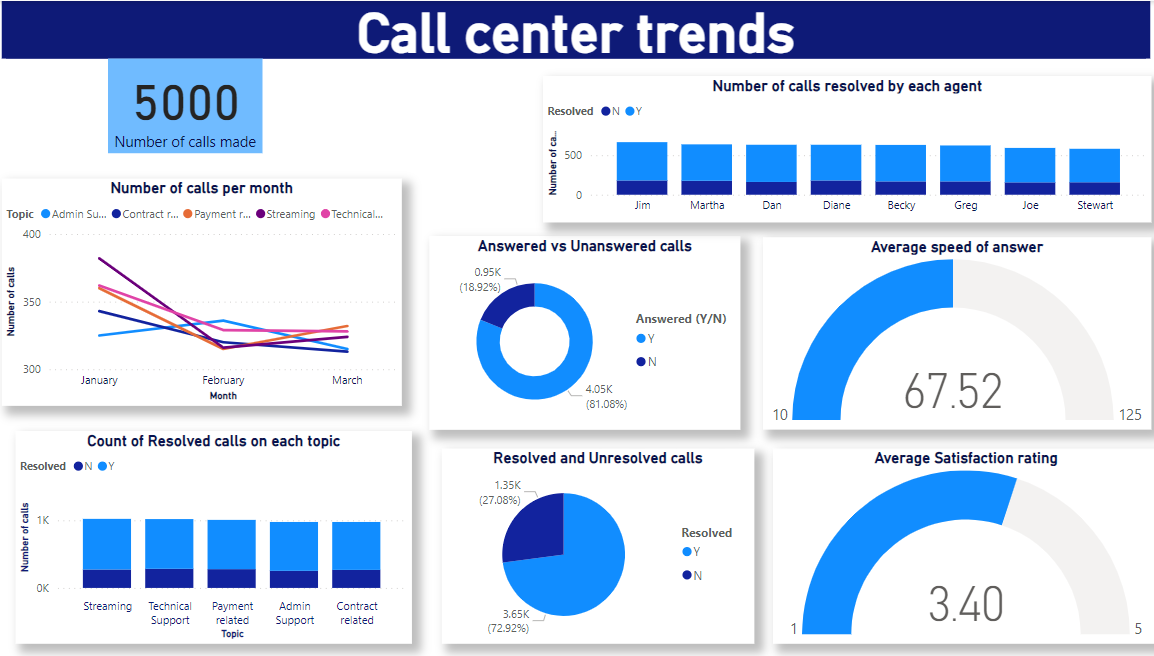 Call center trends
5000
Number of calls made
Number of calls resolved by each agent
Resolved N Y
Number of ca...
500
0
Jim Martha Dan Diane Becky Greg Joe Stewart
Number of calls per month
Topic Admin Su... Contract r... Payment r... Streaming Technical...
Number of calls
400
350
300
January February March
Month
Answered vs Unanswered calls
0.95K
(18.92%)
Answered (Y/N)
Y
N
4.05K
(81.08%)
Average speed of answer
67.52
10 125
Count of Resolved calls on each topic
Resolved N Y
Number of calls
1K
0K
Streaming Technical Support Payment related Admin Support Contract related
Topic
Resolved and Unresolved calls
1.35K
(27.08%)
Resolved
Y
N
3.65K
(72.92%)
Average Satisfaction rating
3.40
1 5